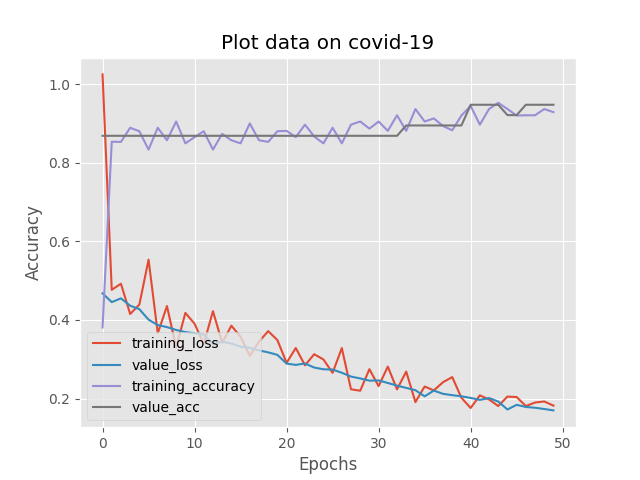 Plot data on covid-19
1.0
0.8
0.6
0.4
0.2
Accuracy
training_loss
value_loss
training_accuracy
value_acc
0
10
20
30
40
50
Epochs